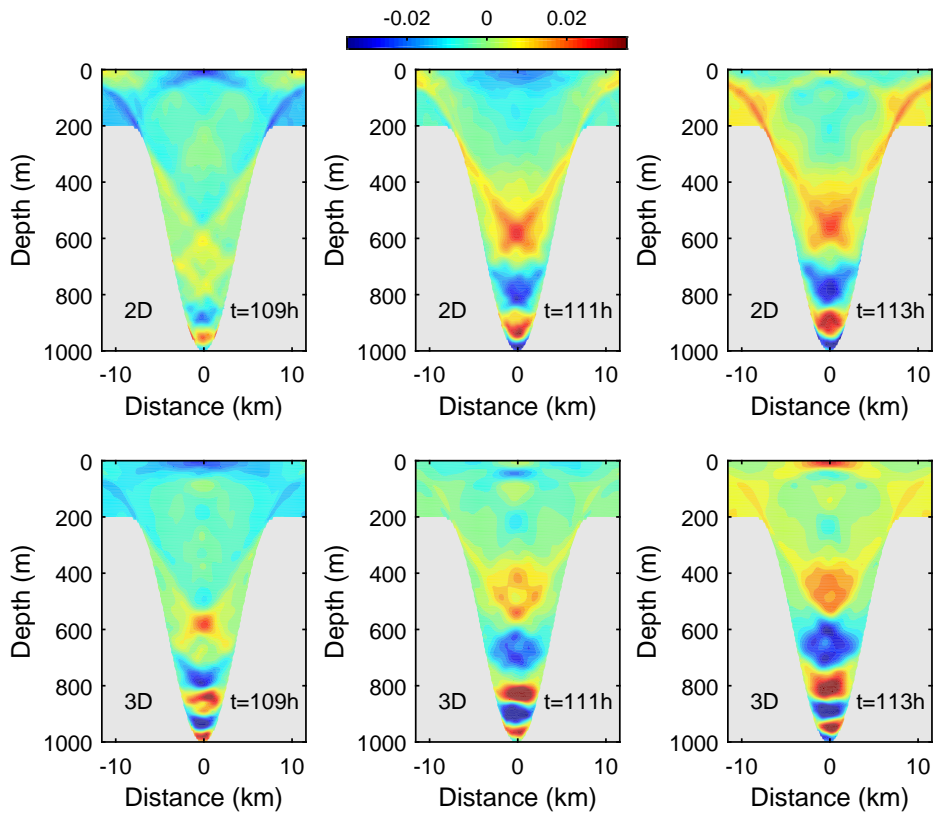 -0.02 0 0.02
0 0 0
200 200 200
400 400 400
600 600 600
800 800 800
1000 1000 1000
Depth (m) Depth (m) Depth (m)
2D t=109h 2D t=111h 2D t=113h
-10 0 10 -10 0 10 -10 0 10
Distance (km) Distance (km) Distance (km)
0 0 0
200 200 200
400 400 400
600 600 600
800 800 800
1000 1000 1000
Depth (m) Depth (m) Depth (m)
3D t=109h 3D t=111h 3D t=113h
-10 0 10 -10 0 10 -10 0 10
Distance (km) Distance (km) Distance (km)